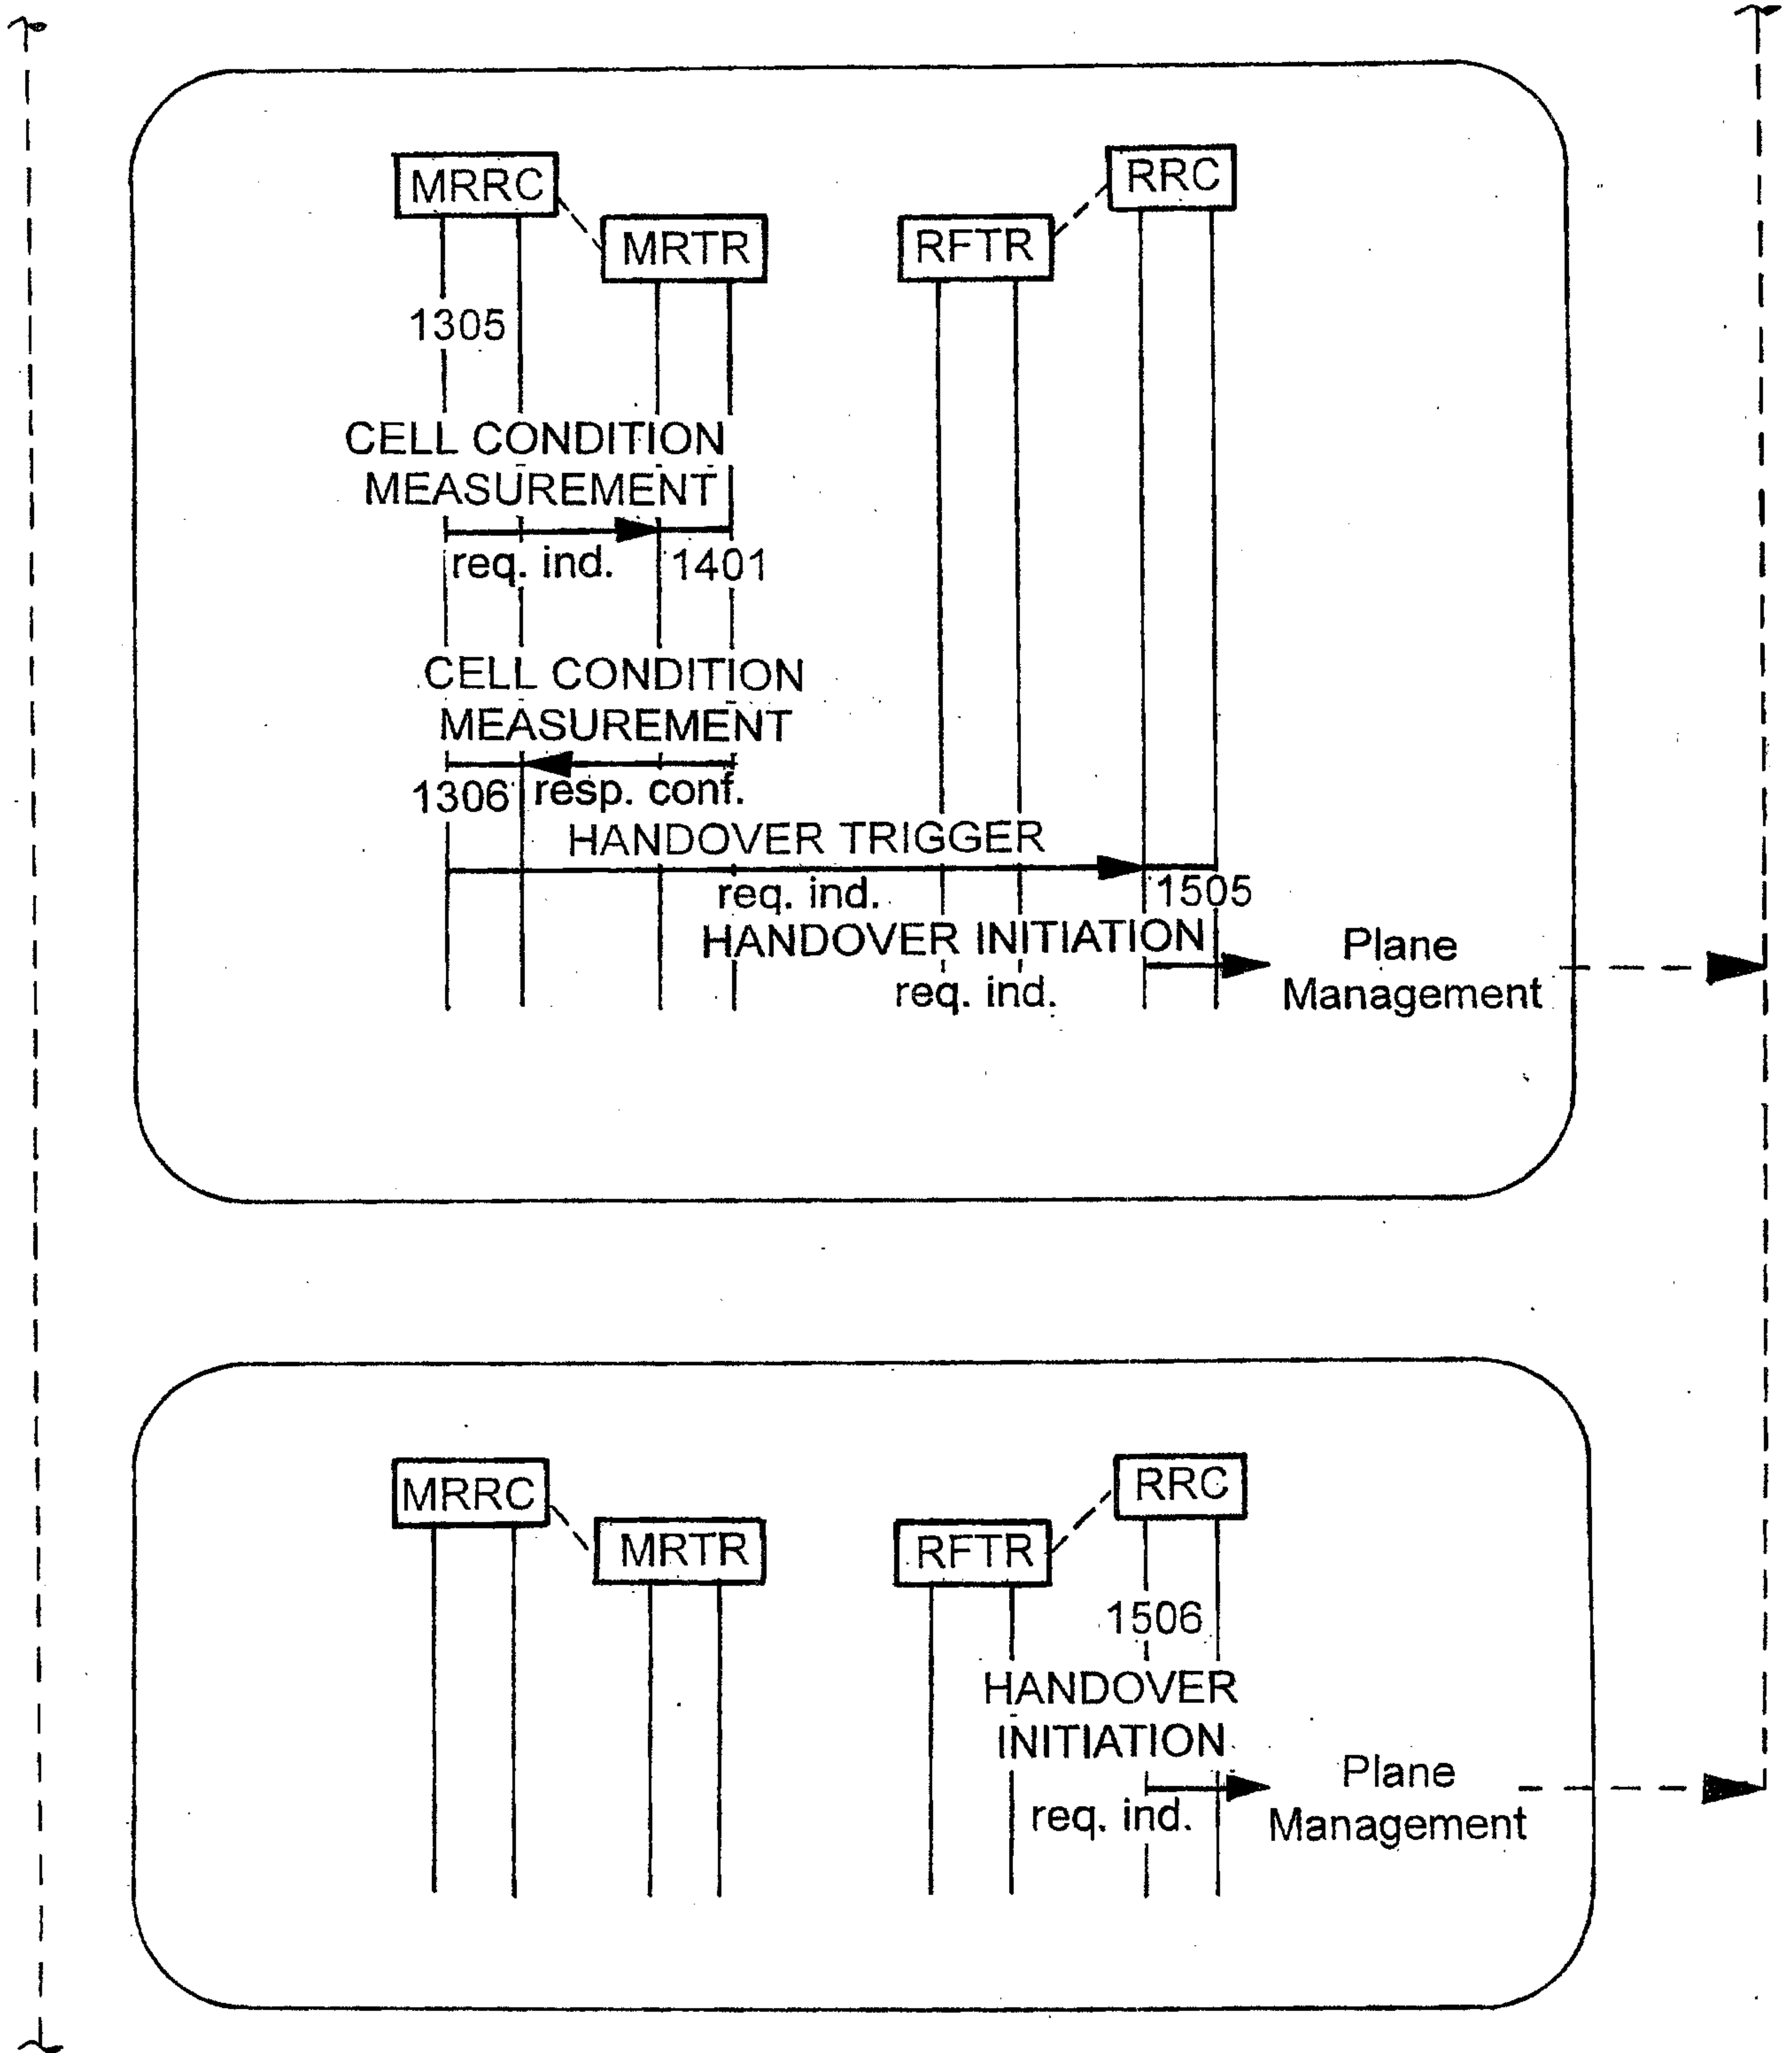 MRRC
RRC
MRTR
RFTR
1305
CELL CONDITION
MEASUREMENT
req. ind.
1401
CELL CONDITION
MEASUREMENT
1306
resp. conf.
HANDOVER TRIGGER
req. ind.
1505
HANDOVER INITIATION
req. ind.
Plane
Management
MRRC
RRC
MRTR
RFTR
1506
HANDOVER
INITIATION
req. ind.
Plane
Management